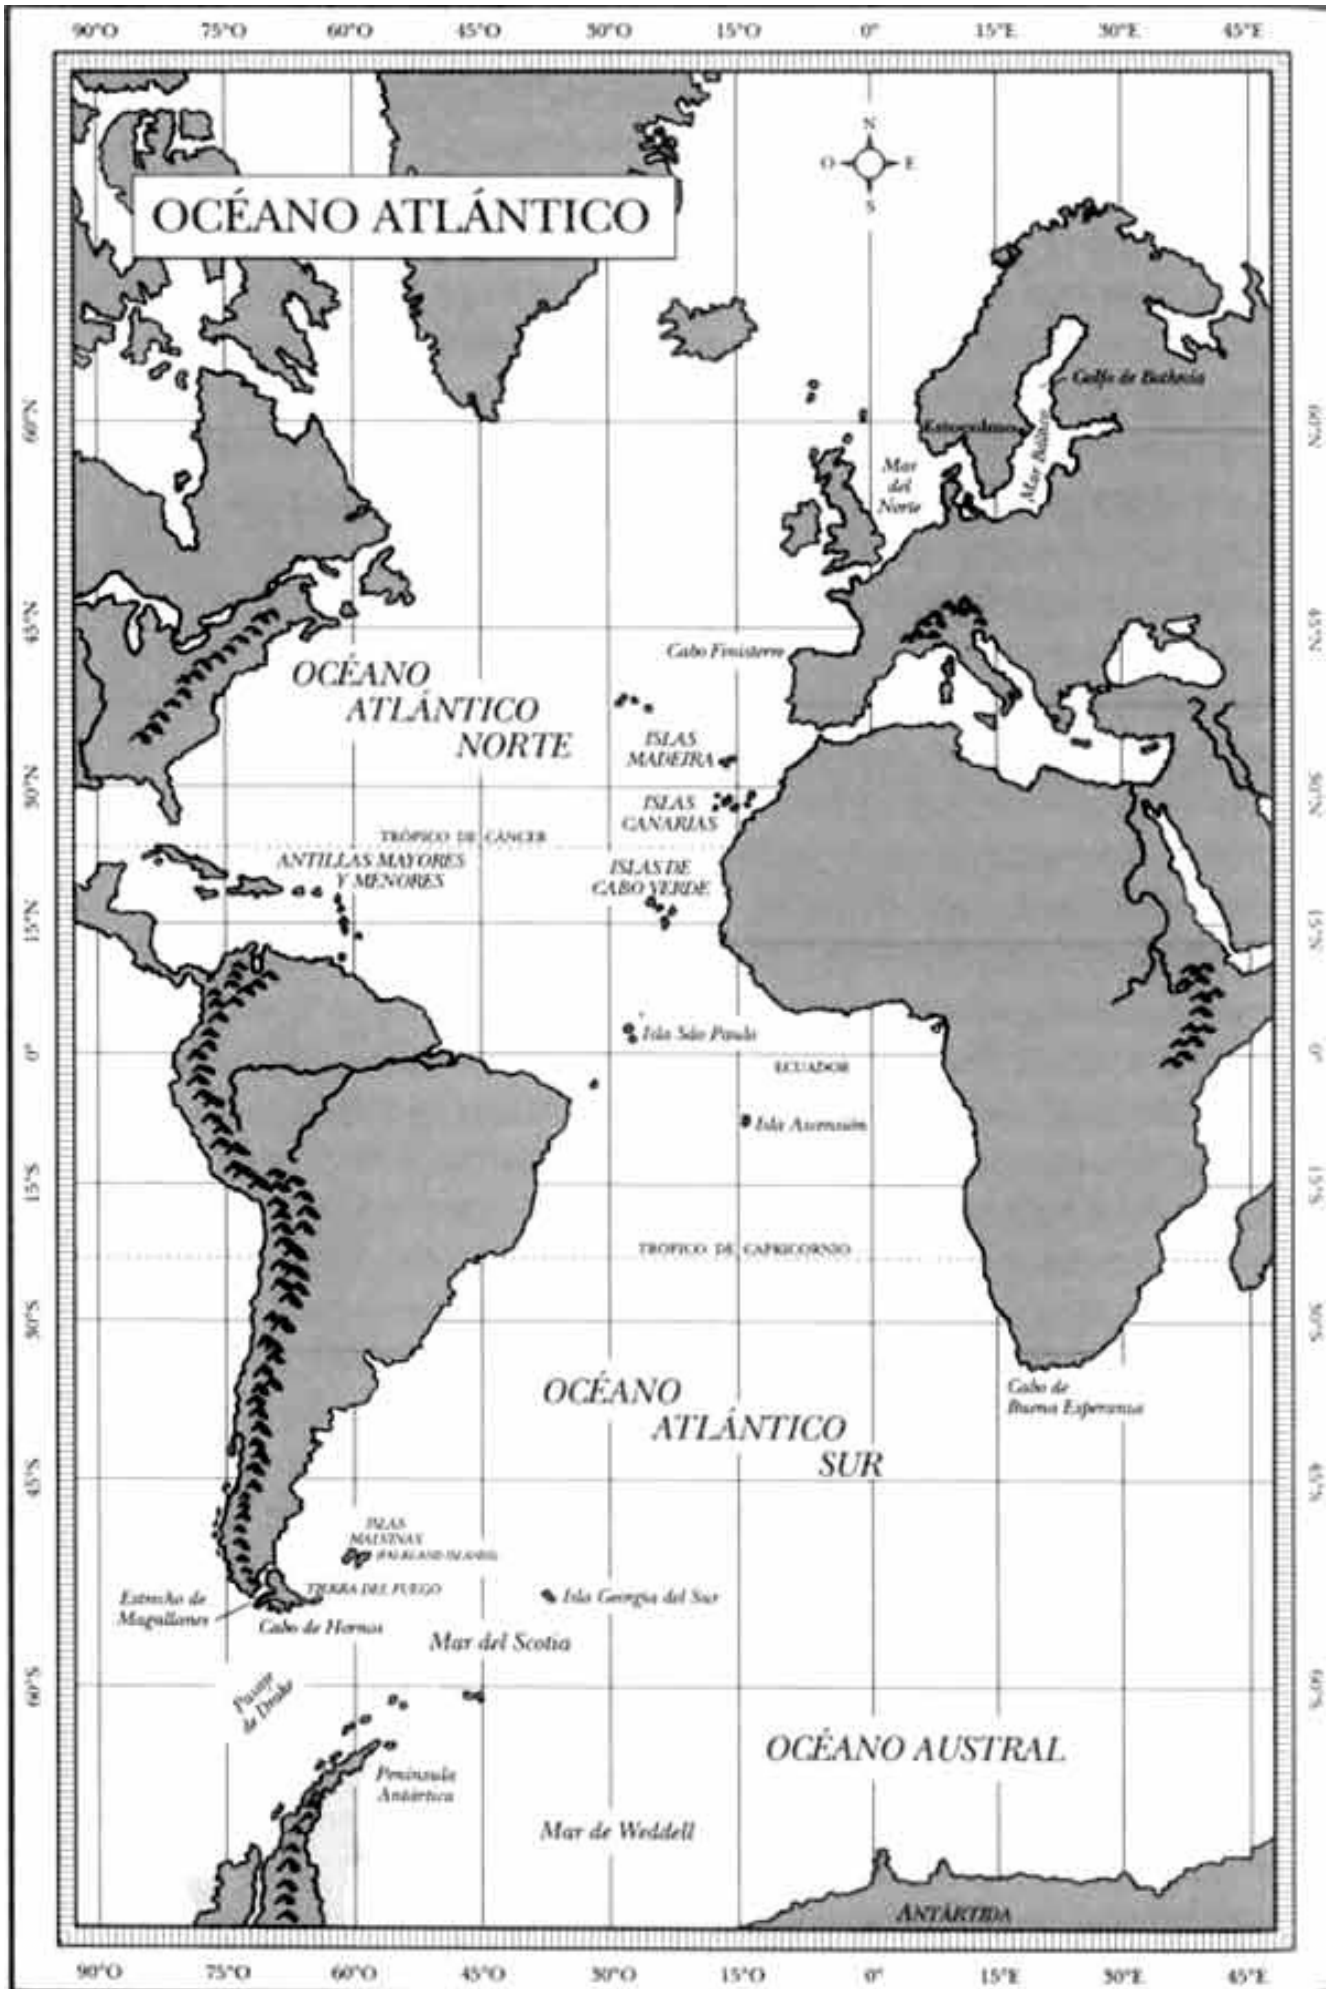 90°O 75°O 60°O 45°O 30°O 15°O 0° 15°E 30°E 45°E
N
O E
S
OCÉANO ATLÁNTICO
Golfo de Bothnia
60°N 60°N
Estocolmo
Mar Báltico
Mar
del
Norte
45°N 45°N
Cabo Finisterre
OCÉANO
ATLÁNTICO
NORTE
ISLAS
MADEIRA
30°N 30°N
ISLAS
CANARIAS
TRÓPICO DE CÁNCER
ANTILLAS MAYORES
Y MENORES
ISLAS DE
CABO VERDE
15°N 15°N
Isla São Paulo
0° 0°
ECUADOR
Isla Ascensión
15°S 15°S
TRÓPICO DE CAPRICORNIO
30°S 30°S
Cabo de
Buena Esperanza
OCÉANO
ATLÁNTICO
SUR
45°S 45°S
ISLAS
MALVINAS
(FALKLAND ISLANDS)
TIERRA DEL FUEGO
Isla Georgia del Sur
Estrecho de
Magallanes
Cabo de Hornos
Mar del Scotia
60°S 60°S
Pasaje
de Drake
OCÉANO AUSTRAL
Península
Antártica
Mar de Weddell
ANTÁRTIDA
90°O 75°O 60°O 45°O 30°O 15°O 0° 15°E 30°E 45°E